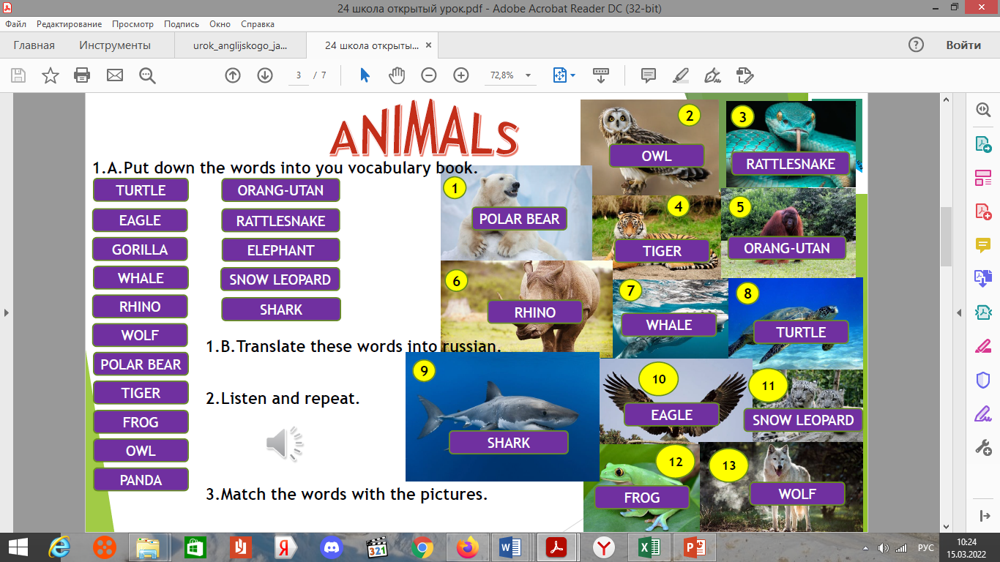 24 школа открытый урок.pdf - Adobe Acrobat Reader DC (32-bit)
Файл Редактирование Просмотр Подпись Окно Справка
Главная Инструменты urok_anglijskogo_ja... 24 школа открыты... × Войти
3 / 7 72,8%
ANIMALS
1.A.Put down the words into you vocabulary book.
TURTLE
EAGLE
GORILLA
WHALE
RHINO
WOLF
POLAR BEAR
TIGER
FROG
OWL
PANDA
ORANG-UTAN
RATTLESNAKE
ELEPHANT
SNOW LEOPARD
SHARK
1.B.Translate these words into russian.
2.Listen and repeat.
3.Match the words with the pictures.
1
POLAR BEAR
2
OWL
3
RATTLESNAKE
4
TIGER
5
ORANG-UTAN
6
RHINO
7
WHALE
8
TURTLE
9
SHARK
10
EAGLE
11
SNOW LEOPARD
12
FROG
13
WOLF
321
РУС
10:24
15.03.2022